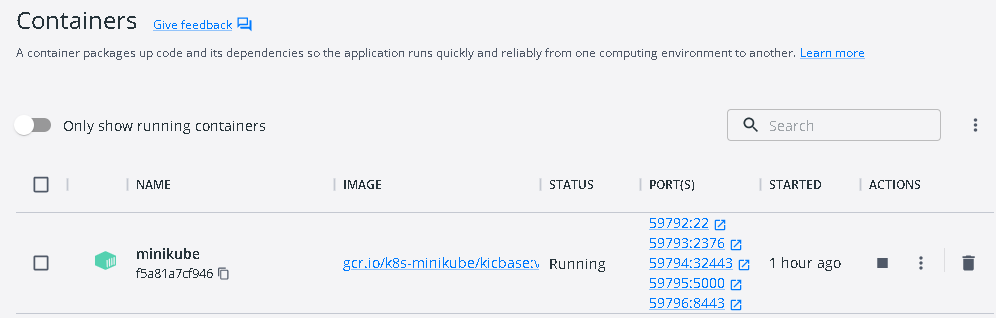 Containers Give feedback
A container packages up code and its dependencies so the application runs quickly and reliably from one computing environment to another. Learn more
Only show running containers
Search
NAME IMAGE STATUS PORT(S) STARTED ACTIONS
59792:22
minikube
59793:2376
gcr.io/k8s-minikube/kicbase:v Running 59794:32443 1 hour ago
f5a81a7cf946
59795:5000
59796:8443